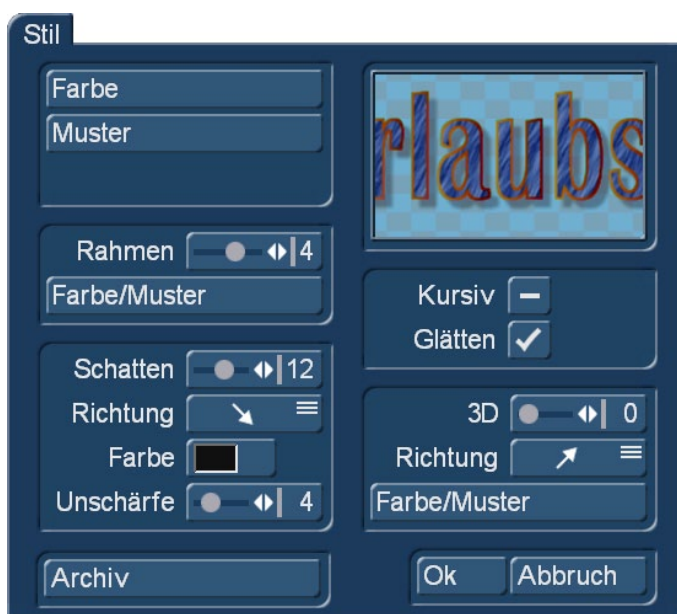 Stil
Farbe
Muster
rlaubs
Rahmen 4
Farbe/Muster
Kursiv
Glätten
Schatten 12
Richtung
Farbe
Unschärfe 4
3D 0
Richtung
Farbe/Muster
Archiv
Ok
Abbruch